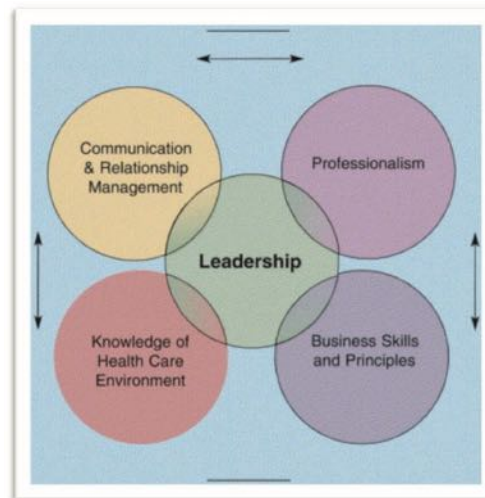 Communication
& Relationship
Management
Professionalism
Leadership
Knowledge of
Health Care
Environment
Business Skills
and Principles